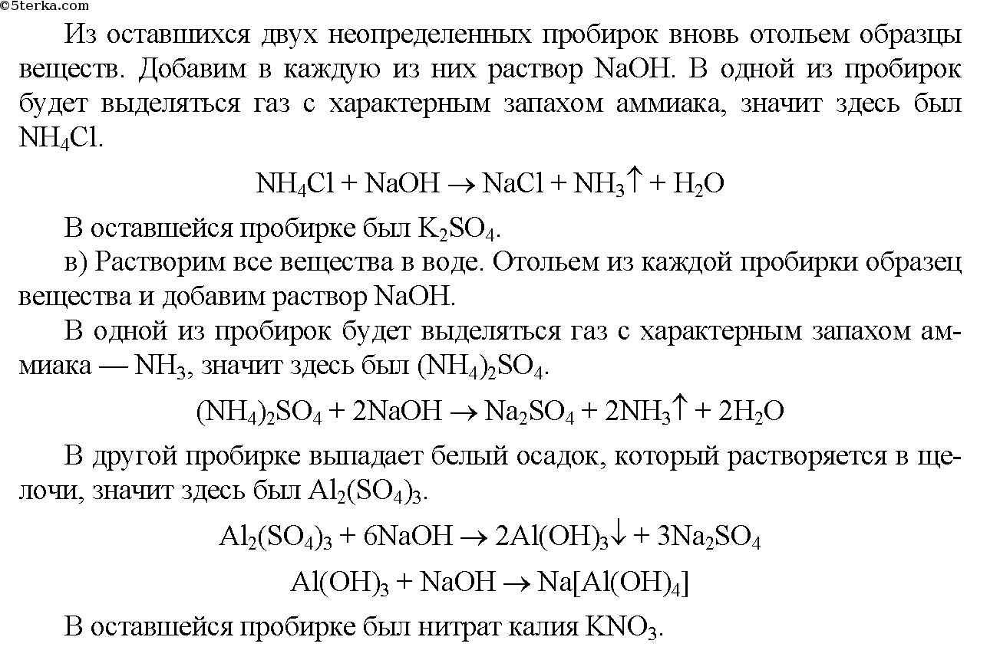 ©5terka.com
Из оставшихся двух неопределенных пробирок вновь отольем образцы
веществ. Добавим в каждую из них раствор NaOH. В одной из пробирок
будет выделяться газ с характерным запахом аммиака, значит здесь был
NH₄Cl.
NH₄Cl + NaOH → NaCl + NH₃↑ + H₂O
В оставшейся пробирке был K₂SO₄.
в) Растворим все вещества в воде. Отольем из каждой пробирки образец
вещества и добавим раствор NaOH.
В одной из пробирок будет выделяться газ с характерным запахом ам-
миака — NH₃, значит здесь был (NH₄)₂SO₄.
(NH₄)₂SO₄ + 2NaOH → Na₂SO₄ + 2NH₃↑ + 2H₂O
В другой пробирке выпадает белый осадок, который растворяется в ще-
лочи, значит здесь был Al₂(SO₄)₃.
Al₂(SO₄)₃ + 6NaOH → 2Al(OH)₃↓ + 3Na₂SO₄
Al(OH)₃ + NaOH → Na[Al(OH)₄]
В оставшейся пробирке был нитрат калия KNO₃.